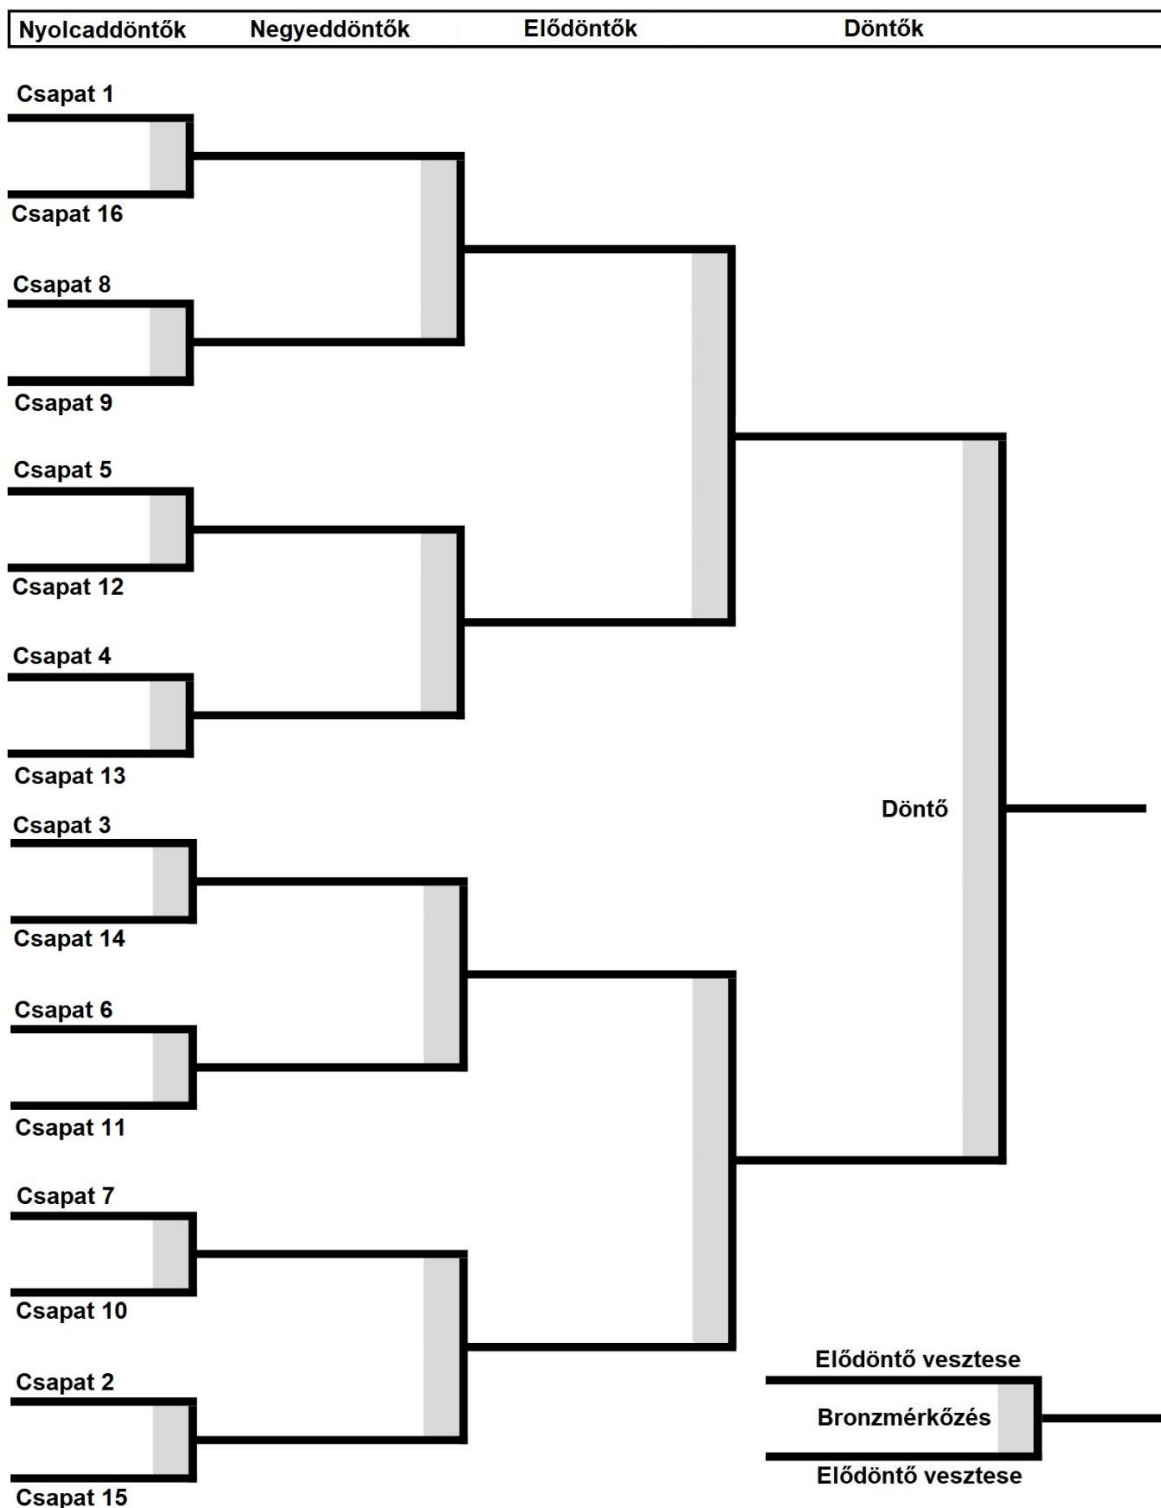 Nyolcaddöntők Negyeddöntők Elődöntők Döntők
Csapat 1
Csapat 16
Csapat 8
Csapat 9
Csapat 5
Csapat 12
Csapat 4
Csapat 13
Döntő
Csapat 3
Csapat 14
Csapat 6
Csapat 11
Csapat 7
Csapat 10
Csapat 2
Csapat 15
Elődöntő vesztese
Bronzmérkőzés
Elődöntő vesztese